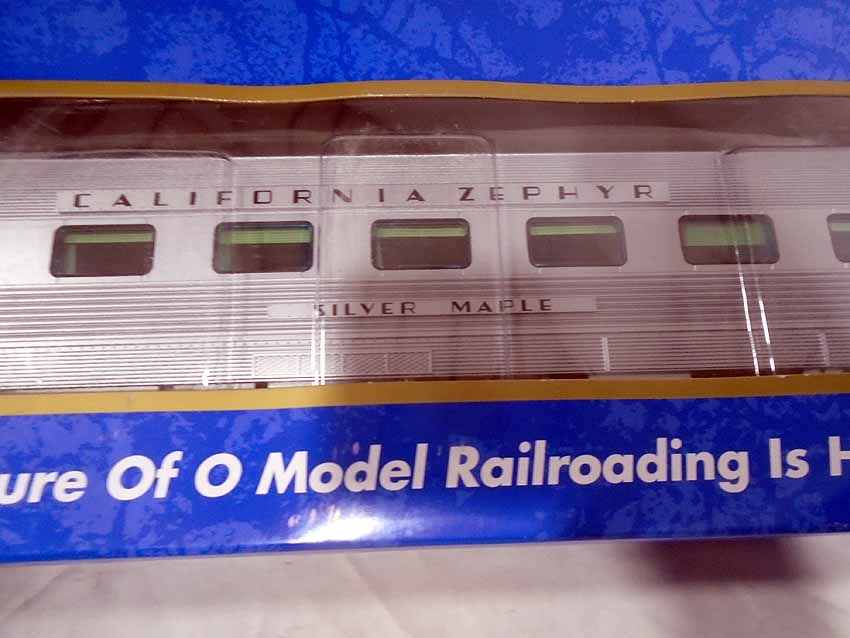 CALIFORNIA ZEPHYR
SILVER MAPLE
ure Of O Model Railroading Is H